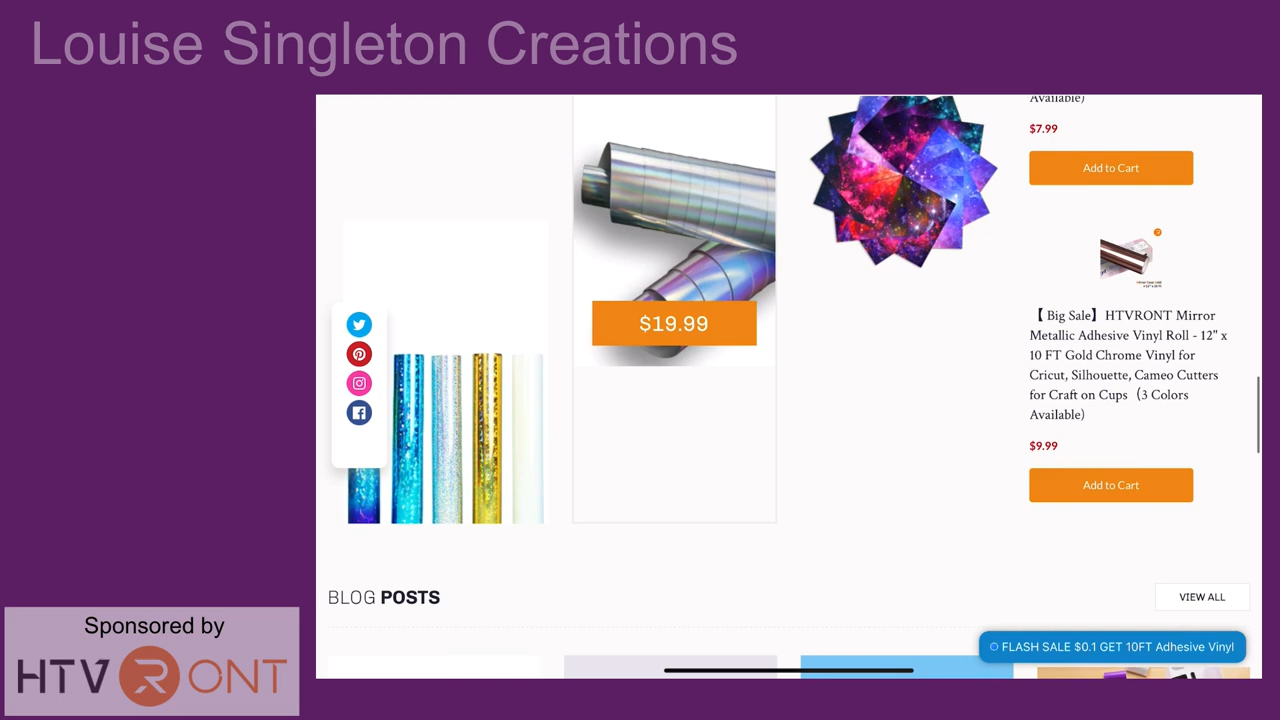 Louise Singleton Creations
Available)
$7.99
Add to Cart
$19.99
【 Big Sale】HTVRONT Mirror
Metallic Adhesive Vinyl Roll - 12" x
10 FT Gold Chrome Vinyl for
Cricut, Silhouette, Cameo Cutters
for Craft on Cups（3 Colors
Available)
$9.99
Add to Cart
BLOG POSTS
VIEW ALL
FLASH SALE $0.1 GET 10FT Adhesive Vinyl
Sponsored by
HTVRONT